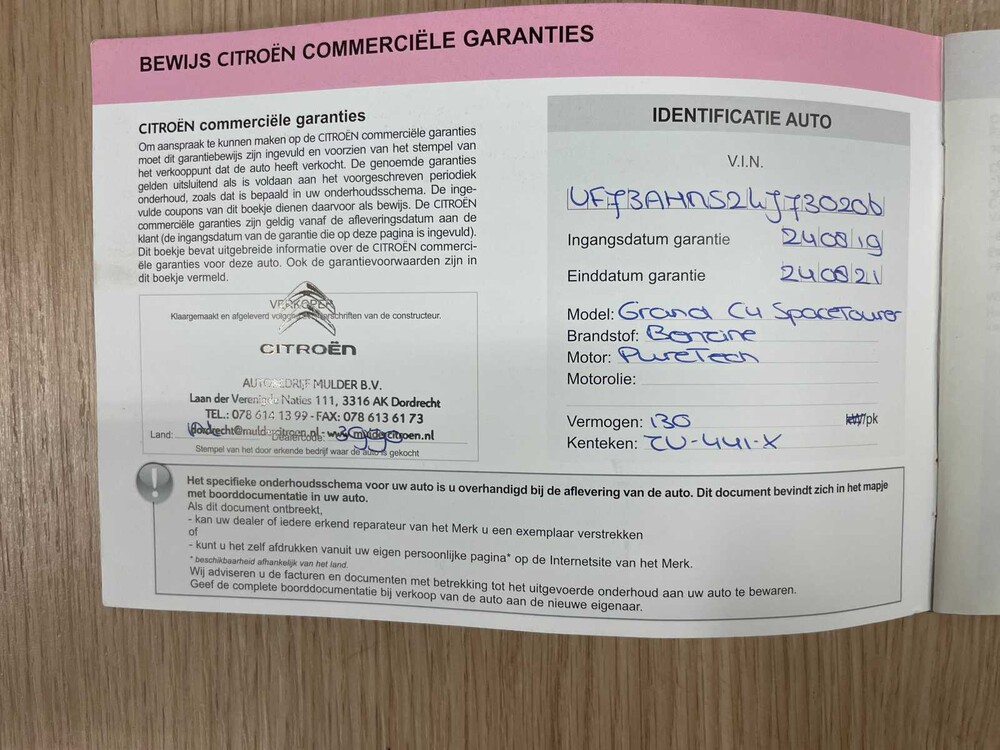 BEWIJS CITROËN COMMERCIËLE GARANTIES
CITROËN commerciële garanties
Om aanspraak te kunnen maken op de CITROËN commerciële garanties
moet dit garantiebewijs zijn ingevuld en voorzien van het stempel van
het verkooppunt dat de auto heeft verkocht. De genoemde garanties
gelden uitsluitend als is voldaan aan het voorgeschreven periodiek
onderhoud, zoals dat is bepaald in uw onderhoudsschema. De inge-
vulde coupons van dit boekje dienen daarvoor als bewijs. De CITROËN
commerciële garanties zijn geldig vanaf de afleveringsdatum aan de
klant (de ingangsdatum van de garantie die op deze pagina is ingevuld).
Dit boekje bevat uitgebreide informatie over de CITROËN commerci-
ële garanties voor deze auto. Ook de garantievoorwaarden zijn in
dit boekje vermeld.
VERKOPER
Klaargemaakt en afgeleverd volgens de voorschriften van de constructeur.
CITROËN
AUTOBEDRIJF MULDER B.V.
Laan der Verenigde Naties 111, 3316 AK Dordrecht
TEL.: 078 614 13 99 - FAX: 078 613 61 73
Land: dordrecht@muldercitroen.nl - www.muldercitroen.nl
Dealercode:
Stempel van het door erkende bedrijf waar de auto is gekocht
IDENTIFICATIE AUTO
V.I.N.
VF73AHNS2KJ730206
Ingangsdatum garantie 24 08 19
Einddatum garantie 24 08 21
Model: Grand C4 SpaceTourer
Brandstof: Benzine
Motor: PureTech
Motorolie:
Vermogen: 130 kW/pk
Kenteken: ZV-441-X
Het specifieke onderhoudsschema voor uw auto is u overhandigd bij de aflevering van de auto. Dit document bevindt zich in het mapje
met boorddocumentatie in uw auto.
Als dit document ontbreekt,
- kan uw dealer of iedere erkend reparateur van het Merk u een exemplaar verstrekken
of
- kunt u het zelf afdrukken vanuit uw eigen persoonlijke pagina* op de Internetsite van het Merk.
* beschikbaarheid afhankelijk van het land.
Wij adviseren u de facturen en documenten met betrekking tot het uitgevoerde onderhoud aan uw auto te bewaren.
Geef de complete boorddocumentatie bij verkoop van de auto aan de nieuwe eigenaar.